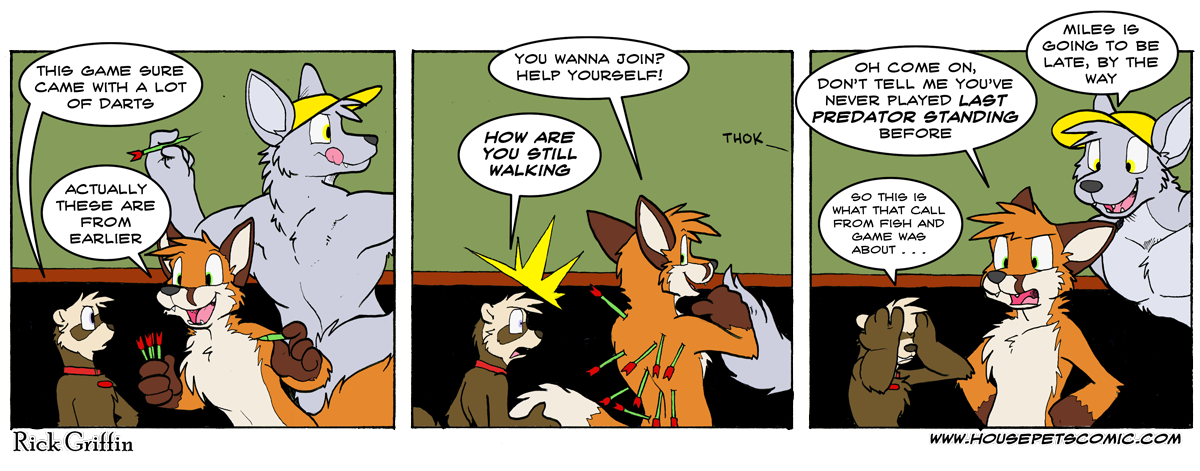 THIS GAME SURE
CAME WITH A LOT
OF DARTS
ACTUALLY
THESE ARE
FROM
EARLIER
YOU WANNA JOIN?
HELP YOURSELF!
HOW ARE
YOU STILL
WALKING
THOK_
OH COME ON,
DON'T TELL ME YOU'VE
NEVER PLAYED LAST
PREDATOR STANDING
BEFORE
MILES IS
GOING TO BE
LATE, BY THE
WAY
SO THIS IS
WHAT THAT CALL
FROM FISH AND
GAME WAS
ABOUT . . .
Rick Griffin
WWW.HOUSEPETSCOMIC.COM